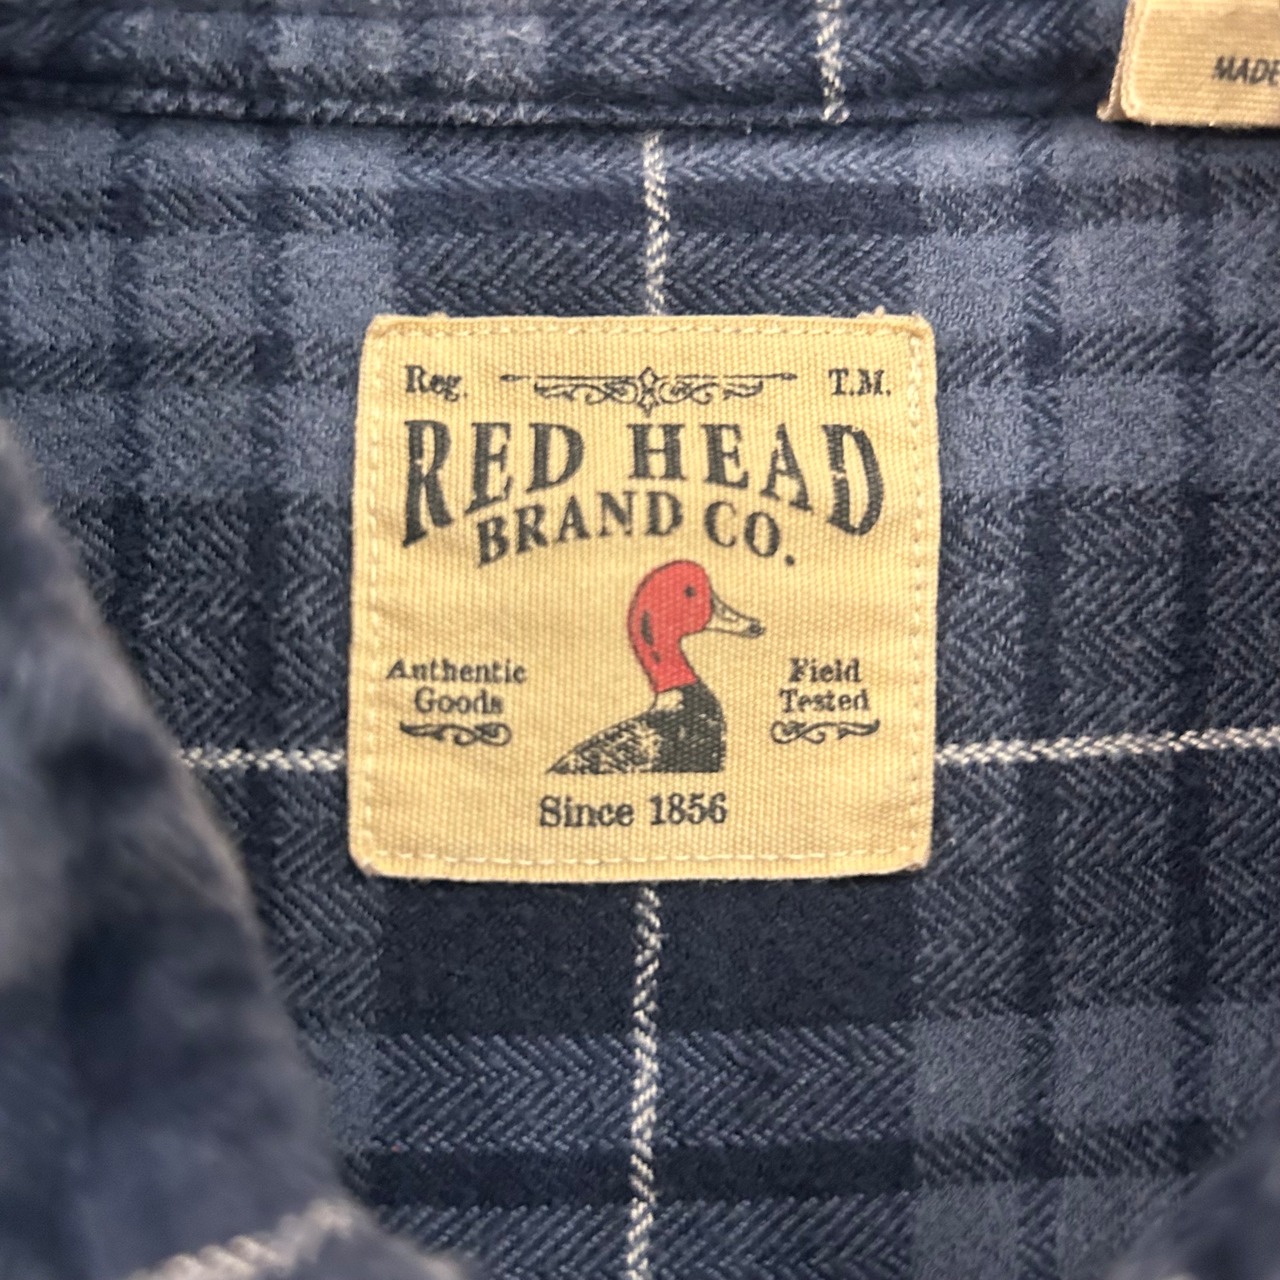 MADE
Reg. T.M.
RED HEAD
BRAND CO.
Authentic
Goods
Field
Tested
Since 1856